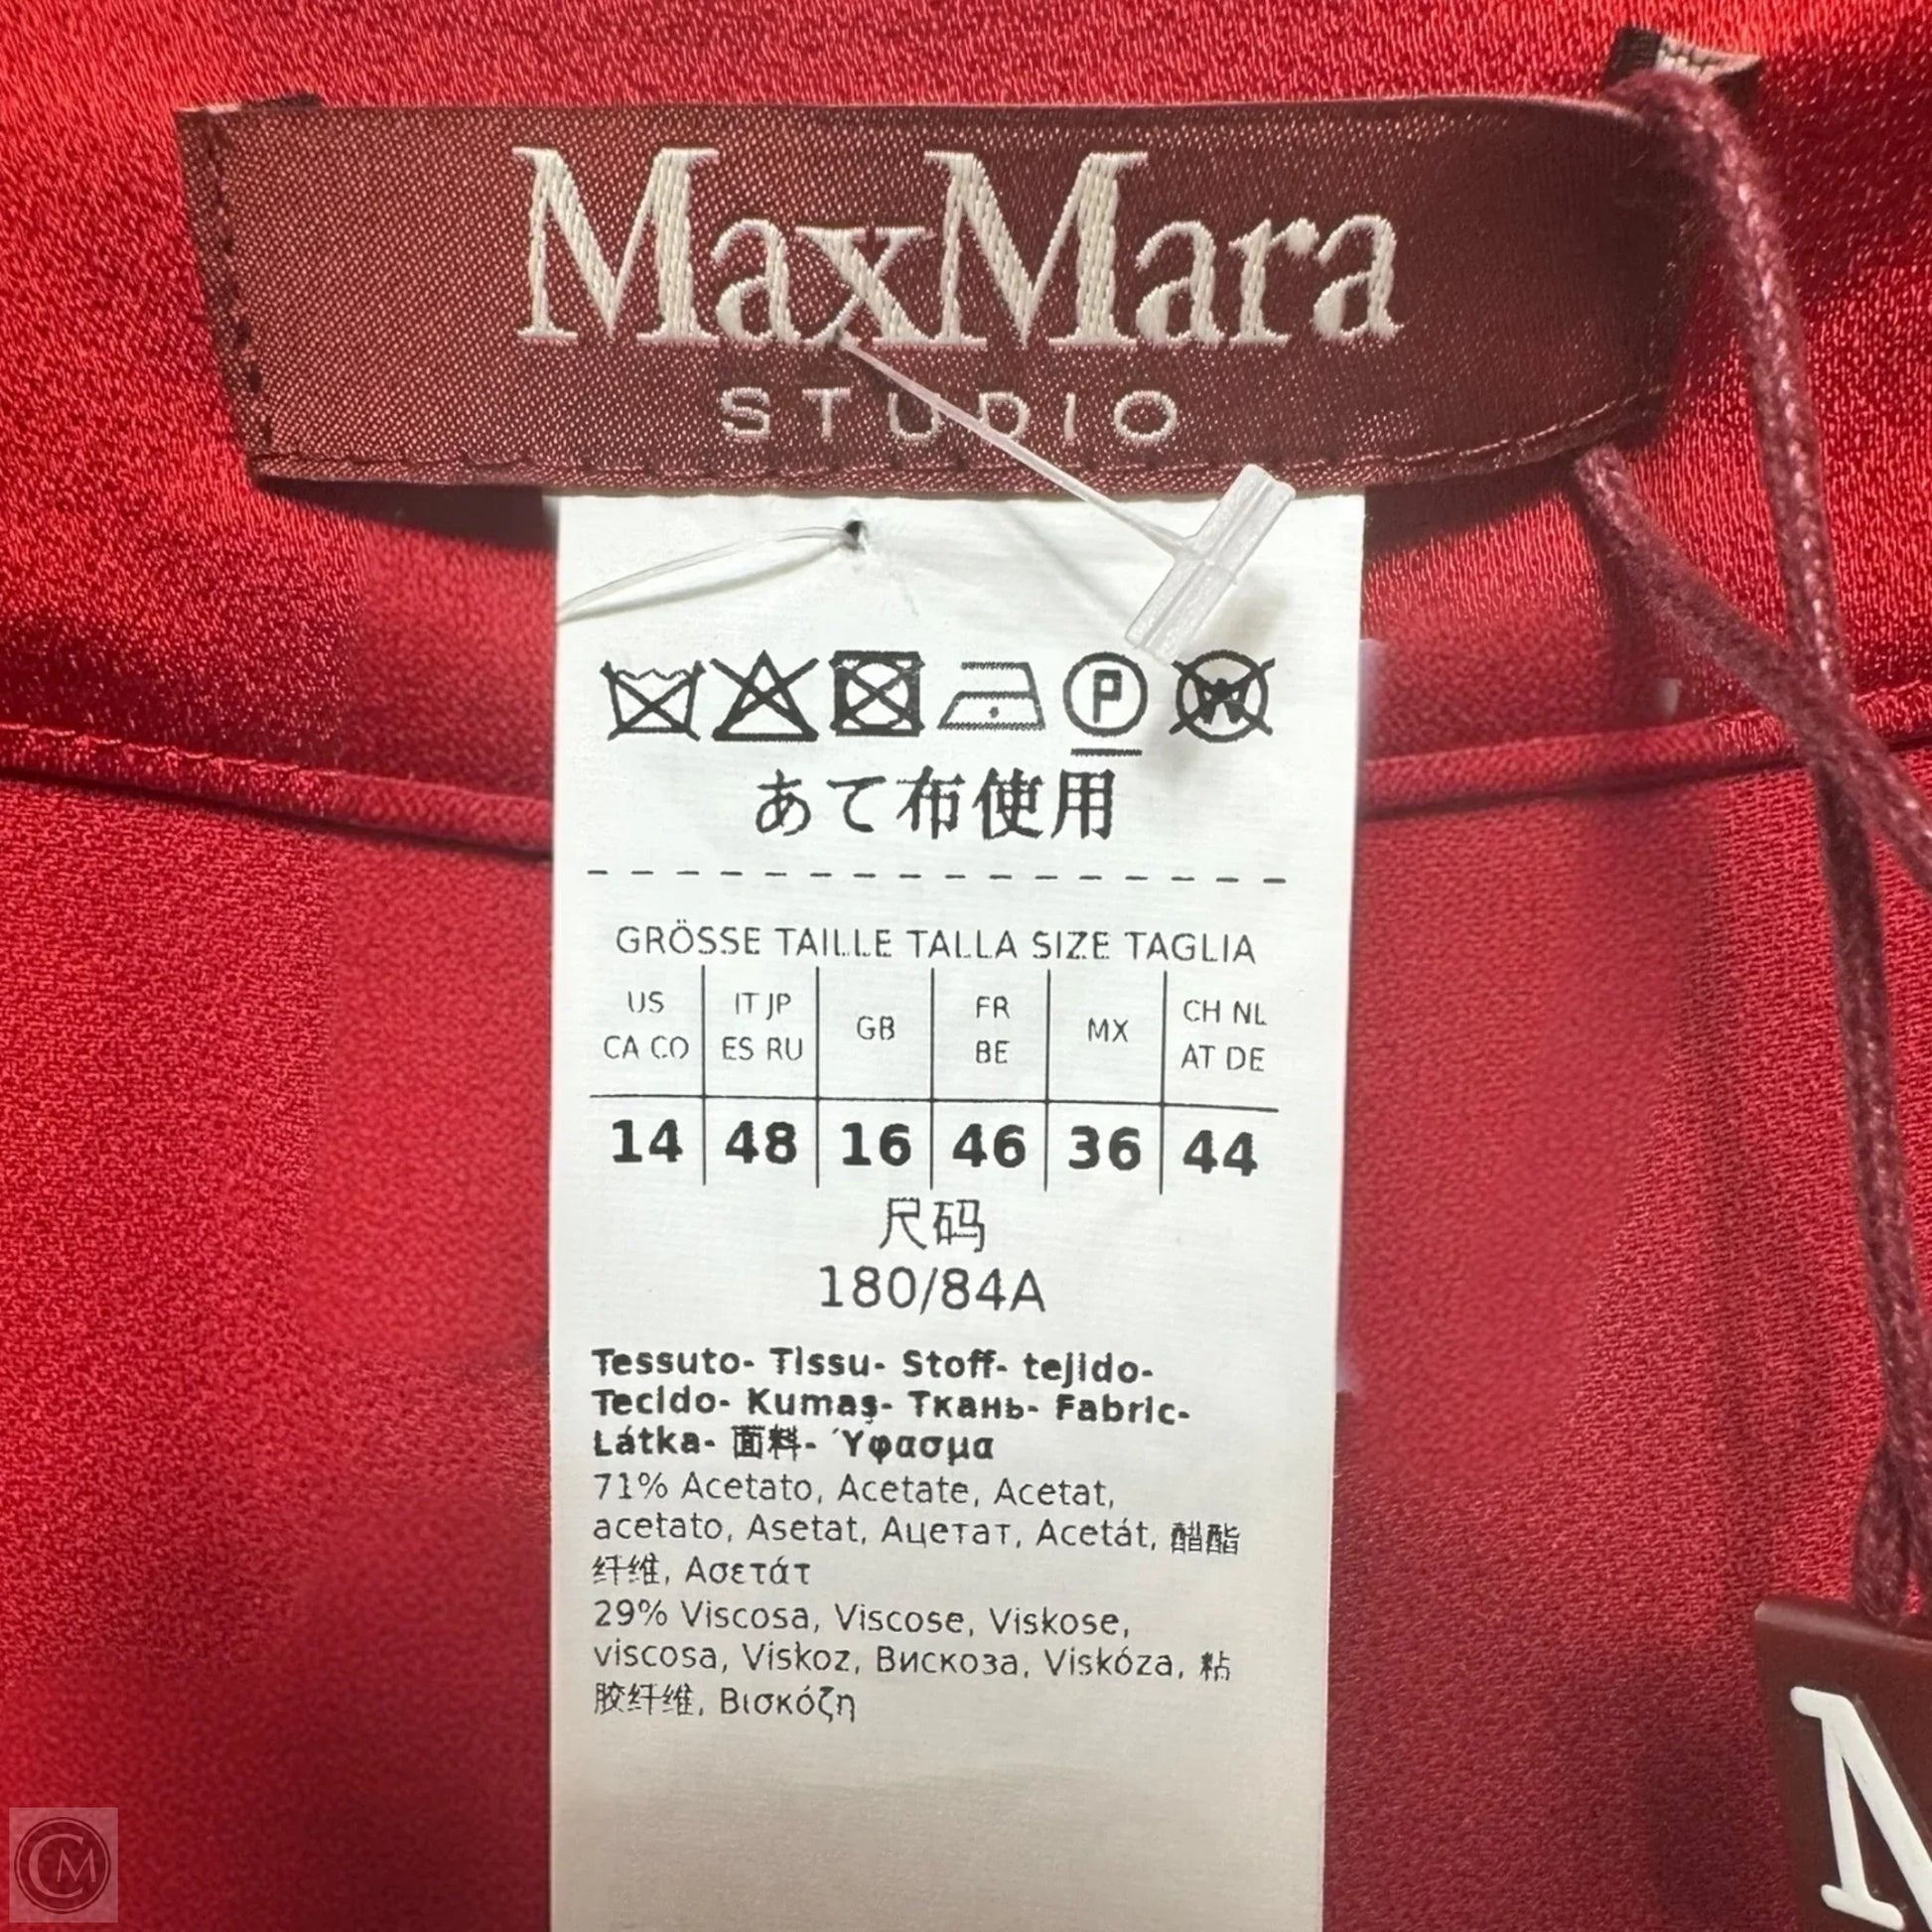 MaxMara
STUDIO
P
W
あて布使用
GRÖSSE TAILLE TALLA SIZE TAGLIA
US IT JP GB FR MX CH NL
CA CO ES RU BE AT DE
14 48 16 46 36 44
尺码
180/84A
Tessuto- Tissu- Stoff- tejido-
Tecido- Kumaş- Ткань- Fabric-
Látka- 面料- Ύφασμα
71% Acetato, Acetate, Acetat,
acetato, Asetat, Ацетат, Acetát, 醋酯
纤维, Ασετάτ
29% Viscosa, Viscose, Viskose,
viscosa, Viskoz, Вискоза, Viskóza, 粘
胶纤维, Βισκόζη
M
CM